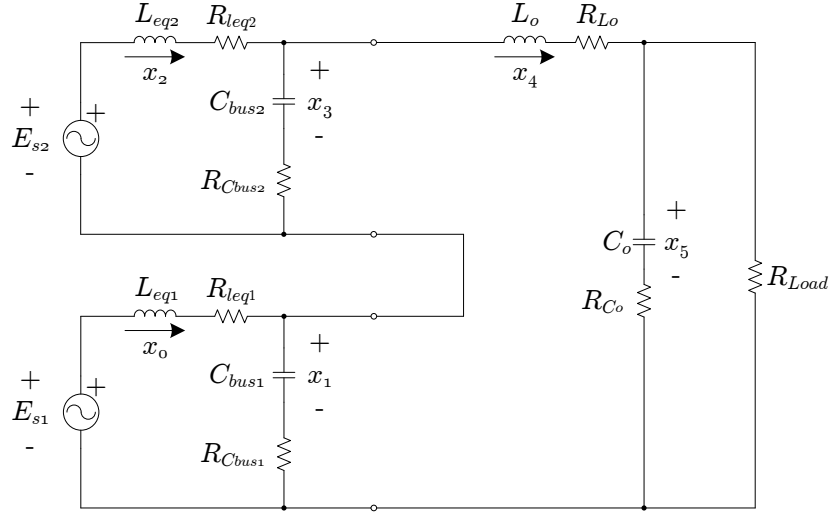 L_eq2 R_leq2 L_o R_Lo
x_2 x_4
+ + +
E_s2 C_bus2 x_3
- -
R_Cbus2
+
C_o x_5
-
R_Load
R_Co
L_eq1 R_leq1
x_0
+ + +
E_s1 C_bus1 x_1
- -
R_Cbus1